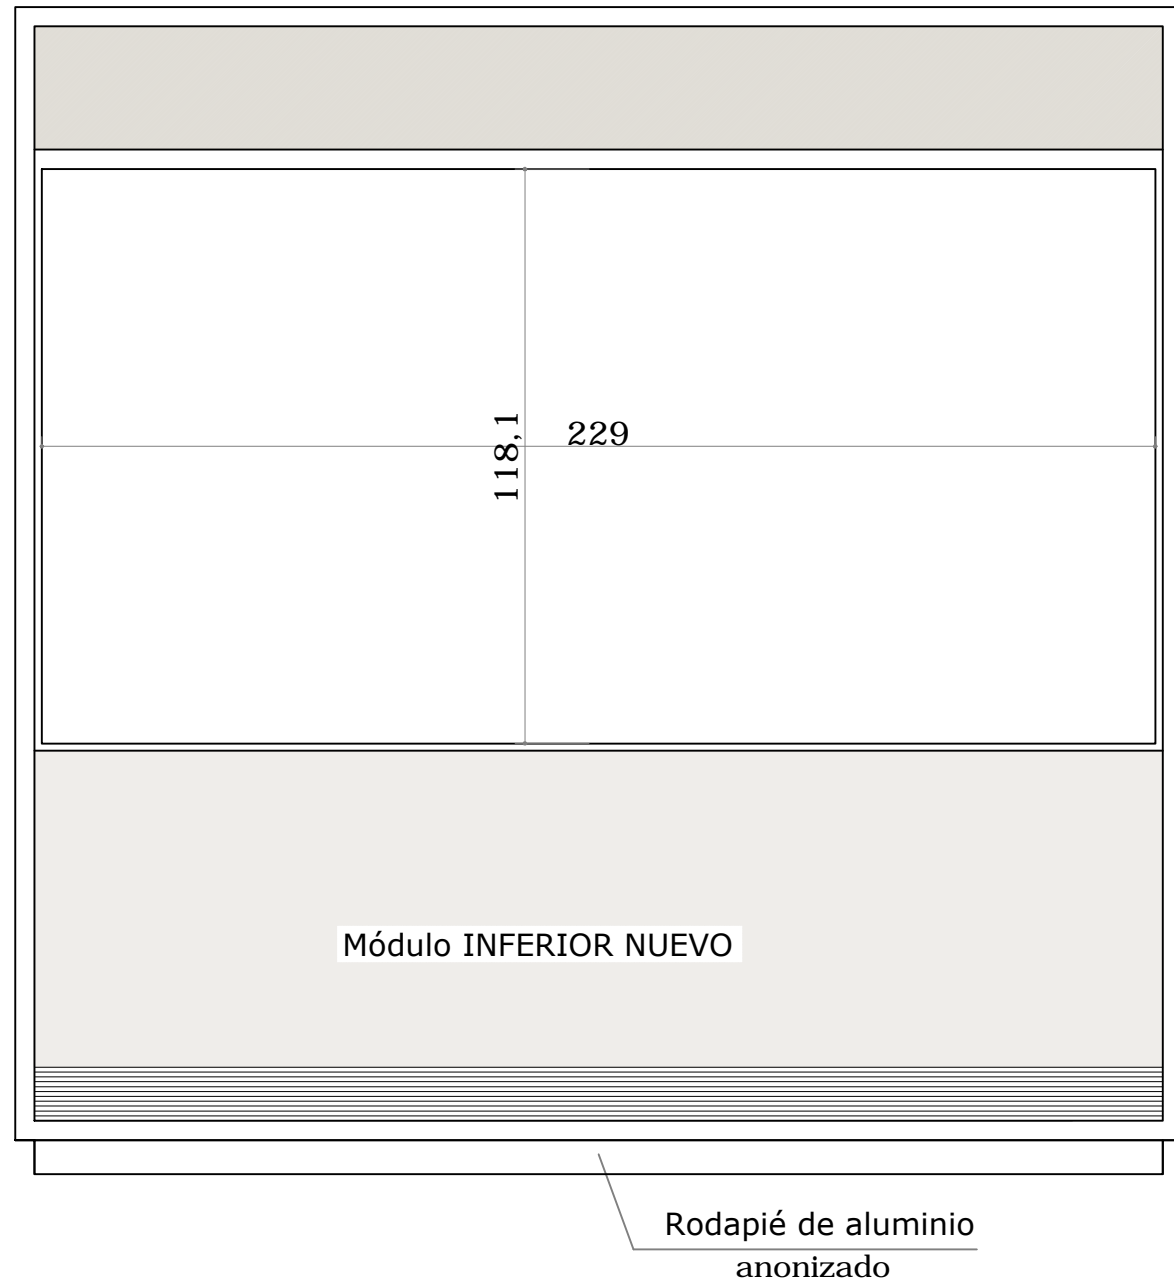 118,1
229
Módulo INFERIOR NUEVO
Rodapié de aluminio
anonizado